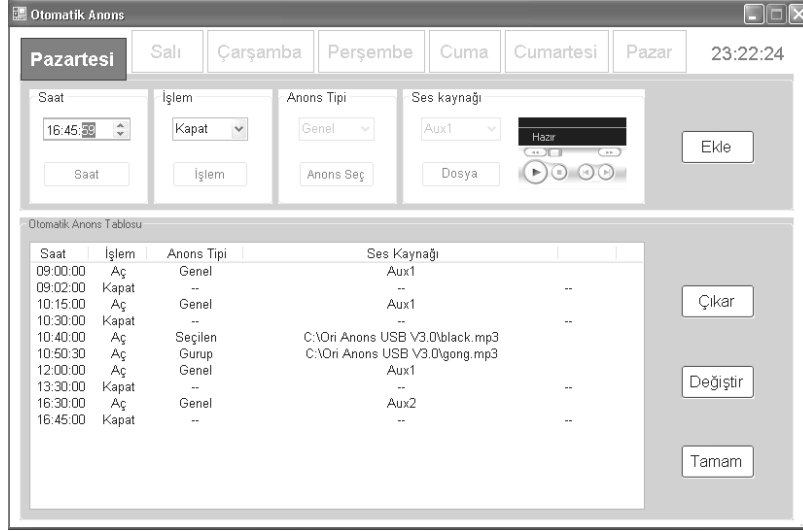 Otomatik Anons
Pazartesi Salı Çarşamba Perşembe Cuma Cumartesi Pazar 23:22:24
Saat İşlem Anons Tipi Ses kaynağı
16:45:59 Kapat Genel Aux1 Hazır Ekle
Saat İşlem Anons Seç Dosya
Otomatik Anons Tablosu
Saat İşlem Anons Tipi Ses Kaynağı
09:00:00 Aç Genel Aux1
09:02:00 Kapat -- -- --
10:15:00 Aç Genel Aux1
10:30:00 Kapat -- -- --
10:40:00 Aç Seçilen C:\Ori Anons USB V3.0\black.mp3
10:50:30 Aç Gurup C:\Ori Anons USB V3.0\gong.mp3
12:00:00 Aç Genel Aux1
13:30:00 Kapat -- -- --
16:30:00 Aç Genel Aux2
16:45:00 Kapat -- -- --
Çıkar
Değiştir
Tamam